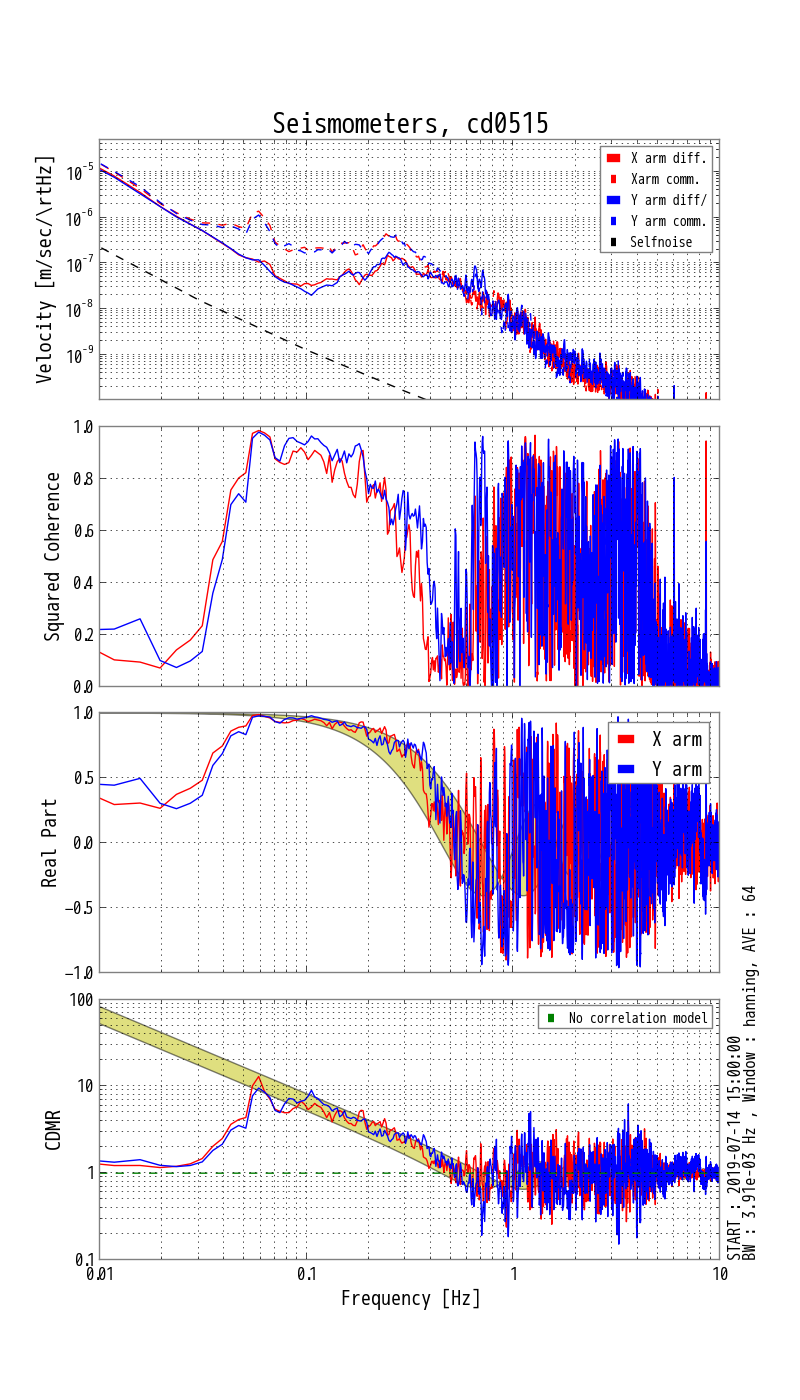 Seismometers, cd0515
Velocity [m/sec/\rtHz]
10^-5
10^-6
10^-7
10^-8
10^-9
X arm diff.
Xarm comm.
Y arm diff/
Y arm comm.
Selfnoise
Squared Coherence
1.0
0.8
0.6
0.4
0.2
0.0
Real Part
1.0
0.5
0.0
−0.5
−1.0
X arm
Y arm
CDMR
100
10
1
0.1
No correlation model
0.01
0.1
1
10
Frequency [Hz]
START : 2019-07-14 15:00:00
BW : 3.91e-03 Hz , Window : hanning, AVE : 64